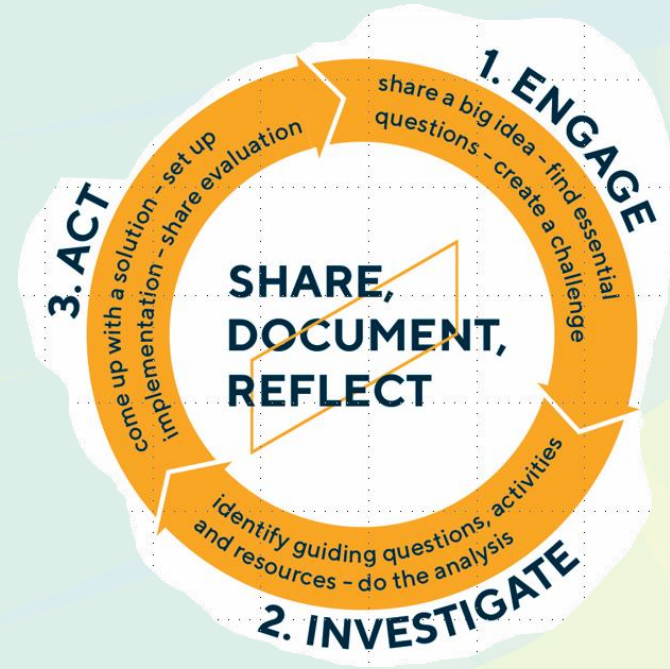 1. ENGAGE
share a big idea - find essential
questions - create a challenge
2. INVESTIGATE
identify guiding questions, activities
and resources - do the analysis
3. ACT
come up with a solution - set up
implementation - share evaluation
SHARE,
DOCUMENT,
REFLECT